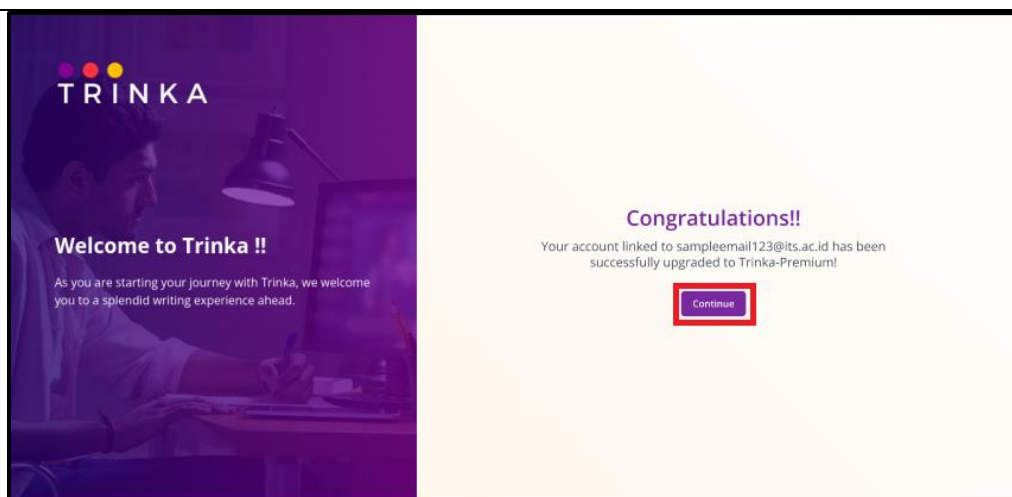 TRINKA
Welcome to Trinka !!
As you are starting your journey with Trinka, we welcome
you to a splendid writing experience ahead.
Congratulations!!
Your account linked to sampleemail123@its.ac.id has been
successfully upgraded to Trinka-Premium!
Continue